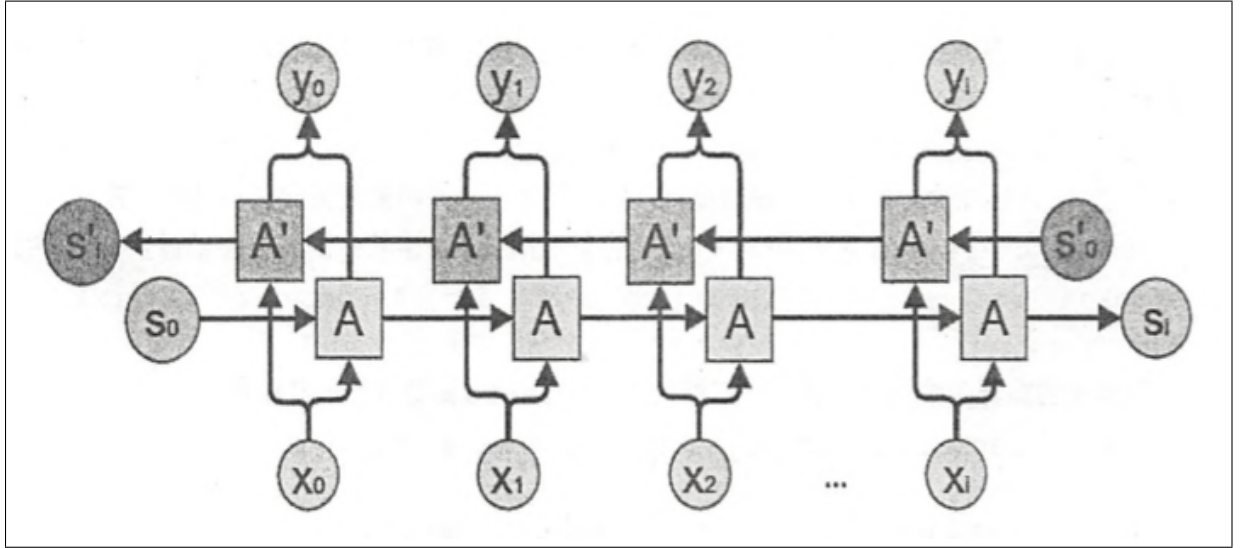 y₀ y₁ y₂ yᵢ
A' A' A' A'
s'ᵢ s'₀
s₀ A A A A sᵢ
x₀ x₁ x₂ ... xᵢ